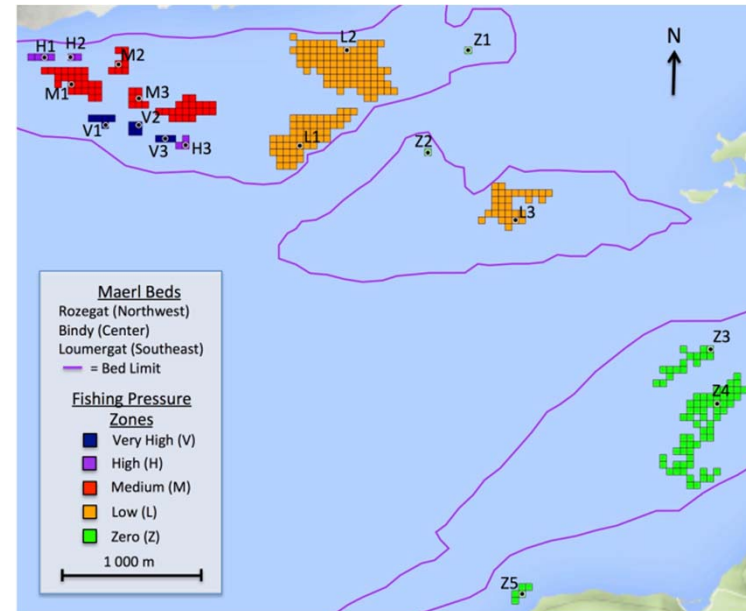 H1
H2
M2
L2
Z1
N
M1
M3
V1
V2
V3
H3
L1
Z2
L3
Maerl Beds
Rozegat (Northwest)
Bindy (Center)
Loumergat (Southeast)
= Bed Limit
Fishing Pressure
Zones
Very High (V)
High (H)
Medium (M)
Low (L)
Zero (Z)
1 000 m
Z3
Z4
Z5